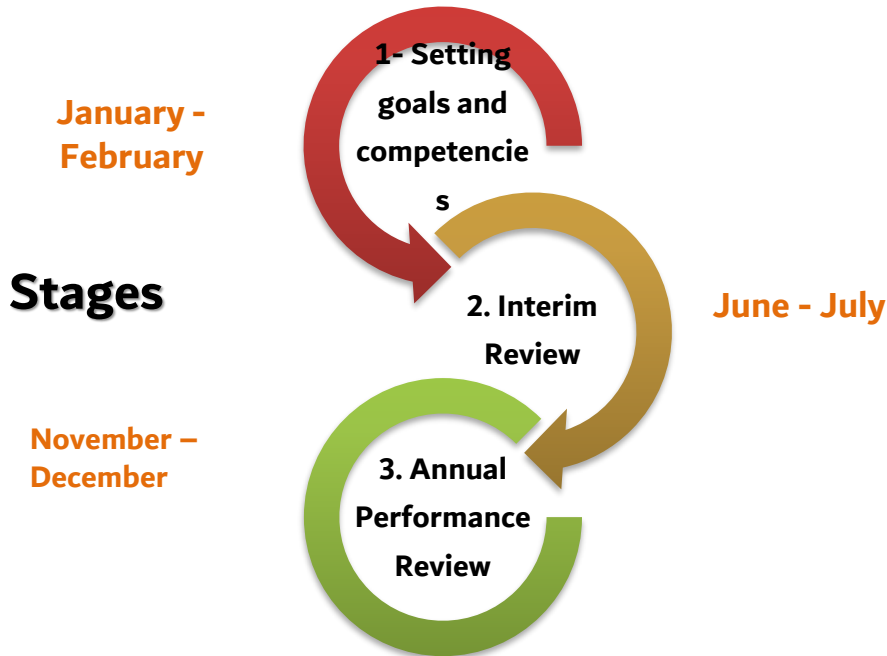 1- Setting
goals and
competencie
s
January -
February
Stages
2. Interim
Review
June - July
November –
December
3. Annual
Performance
Review